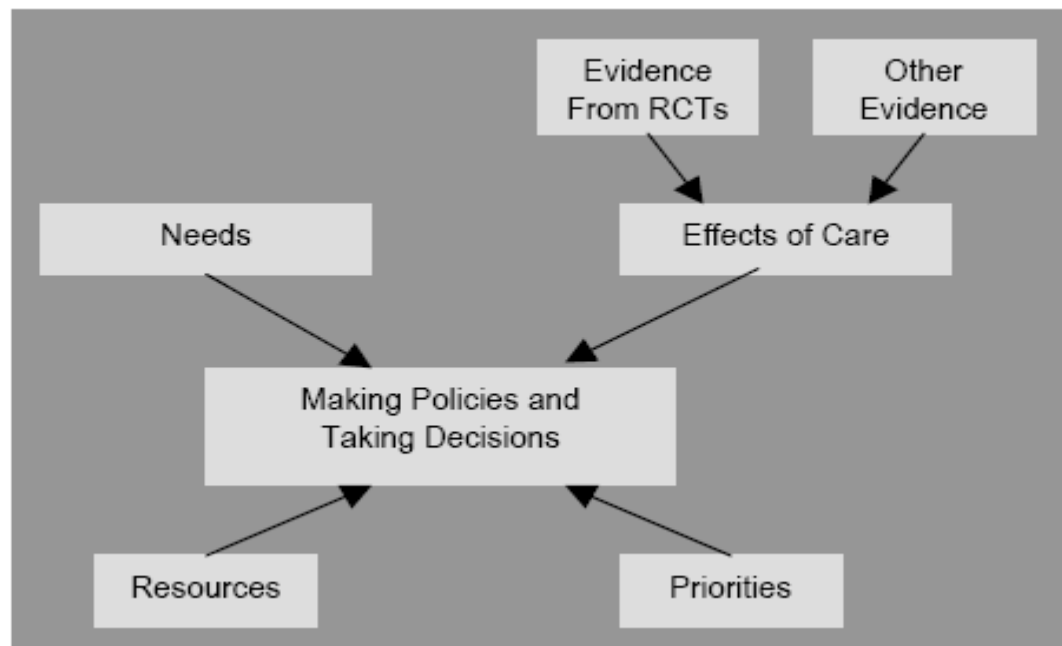 Evidence
From RCTs
Other
Evidence
Needs
Effects of Care
Making Policies and
Taking Decisions
Resources
Priorities